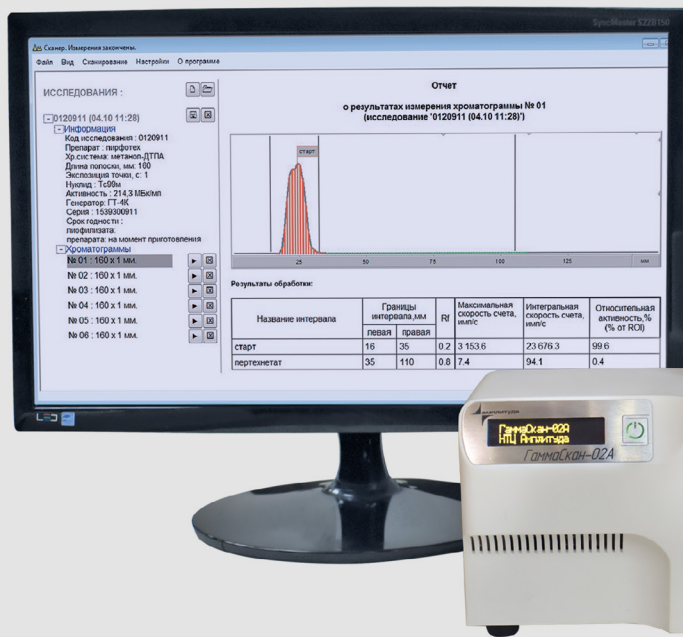 SyncMaster S22B150
Сканер. Измерения закончены.
Файл Вид Сканирование Настройки О программе
ИССЛЕДОВАНИЯ :
0120911 (04.10 11:28)
Информация
Код исследования : 0120911
Препарат : пирфотех
Хр.система: метанол-ДТПА
Длина полоски, мм: 160
Экспозиция точки, с: 1
Нуклид : Tc99м
Активность : 214,3 МБк/мл
Генератор: ГТ-4К
Серия : 1539300911
Срок годности :
лиофилизата:
препарата: на момент приготовления
Хроматограммы
№ 01 : 160 x 1 мм.
№ 02 : 160 x 1 мм.
№ 03 : 160 x 1 мм.
№ 04 : 160 x 1 мм.
№ 05 : 160 x 1 мм.
№ 06 : 160 x 1 мм.
Отчет
о результатах измерения хроматограммы № 01
(исследование '0120911 (04.10 11:28)')
старт
25 50 75 100 125 мм
Результаты обработки:
Название интервала
Границы
интервала,мм
левая правая
Rf
Максимальная
скорость счета,
имп/с
Интегральная
скорость счета,
имп/с
Относительная
активность,%
(% от ROI)
старт 16 35 0.2 3 153.6 23 676.3 99.6
пертехнетат 35 110 0.8 7.4 94.1 0.4
LED
АМПЛИТУДА
ГаммаСкан-02А
НТЦ Амплитуда
ГаммаСкан-02А